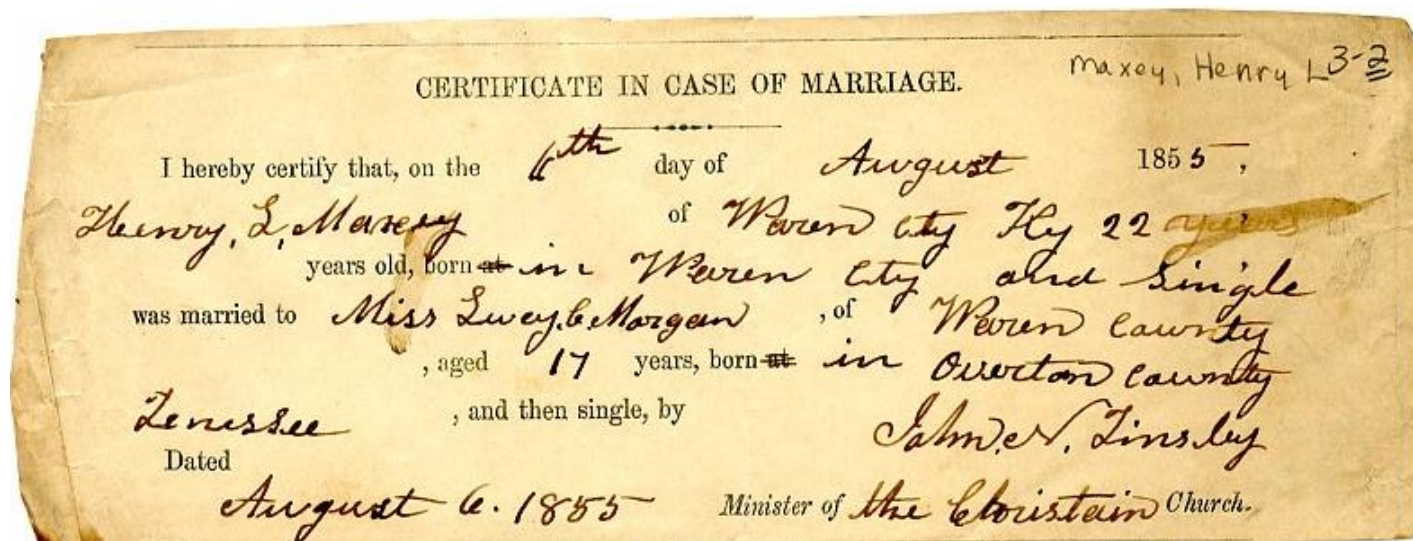 Maxey, Henry L 3-2
CERTIFICATE IN CASE OF MARRIAGE.
I hereby certify that, on the 6th day of August 1855,
Henry, L, Maxey of Waren cty Ky 22 years
years old, born at in Waren cty and single
was married to Miss Lucy, C Morgan , of Waren county
, aged 17 years, born at in Overton county
Tenessee , and then single, by John, N, Tinsley
Dated
August 6. 1855 Minister of the Christain Church.